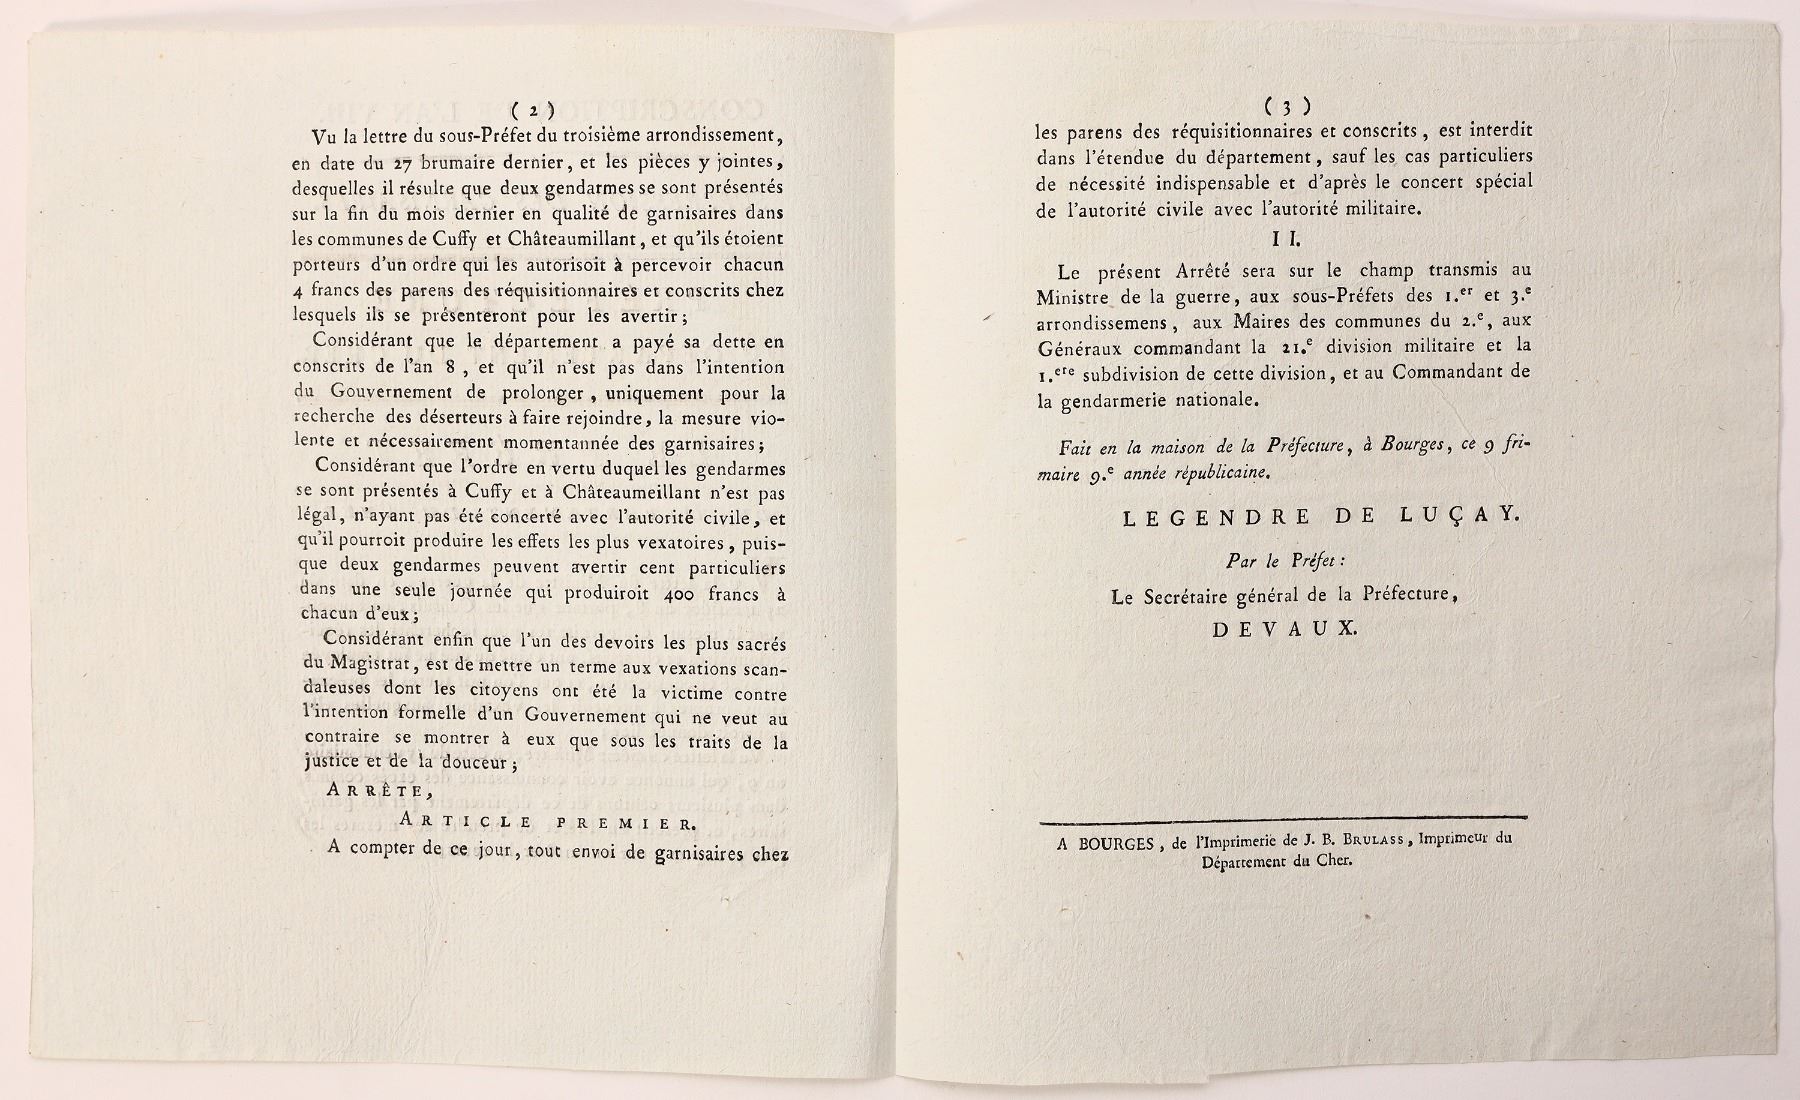 ( 2 )
Vu la lettre du sous-Préfet du troisième arrondissement,
en date du 27 brumaire dernier, et les pièces y jointes,
desquelles il résulte que deux gendarmes se sont présentés
sur la fin du mois dernier en qualité de garnisaires dans
les communes de Cuffy et Châteaumillant, et qu'ils étoient
porteurs d'un ordre qui les autorisoit à percevoir chacun
4 francs des parens des réquisitionnaires et conscrits chez
lesquels ils se présenteront pour les avertir;
Considérant que le département a payé sa dette en
conscrits de l'an 8, et qu'il n'est pas dans l'intention
du Gouvernement de prolonger, uniquement pour la
recherche des déserteurs à faire rejoindre, la mesure vio-
lente et nécessairement momentannée des garnisaires;
Considérant que l'ordre en vertu duquel les gendarmes
se sont présentés à Cuffy et à Châteaumeillant n'est pas
légal, n'ayant pas été concerté avec l'autorité civile, et
qu'il pourroit produire les effets les plus vexatoires, puis-
que deux gendarmes peuvent avertir cent particuliers
dans une seule journée qui produiroit 400 francs à
chacun d'eux;
Considérant enfin que l'un des devoirs les plus sacrés
du Magistrat, est de mettre un terme aux vexations scan-
daleuses dont les citoyens ont été la victime contre
l'intention formelle d'un Gouvernement qui ne veut au
contraire se montrer à eux que sous les traits de la
justice et de la douceur;
ARRÊTE,
ARTICLE PREMIER.
A compter de ce jour, tout envoi de garnisaires chez
( 3 )
les parens des réquisitionnaires et conscrits, est interdit
dans l'étendue du département, sauf les cas particuliers
de nécessité indispensable et d'après le concert spécial
de l'autorité civile avec l'autorité militaire.
II.
Le présent Arrêté sera sur le champ transmis au
Ministre de la guerre, aux sous-Préfets des 1.er et 3.e
arrondissemens, aux Maires des communes du 2.e, aux
Généraux commandant la 21.e division militaire et la
1.ere subdivision de cette division, et au Commandant de
la gendarmerie nationale.
Fait en la maison de la Préfecture, à Bourges, ce 9 fri-
maire 9.e année républicaine.
LEGENDRE DE LUÇAY.
Par le Préfet:
Le Secrétaire général de la Préfecture,
DEVAUX.
A BOURGES, de l'Imprimerie de J. B. BRULASS, Imprimeur du
Département du Cher.